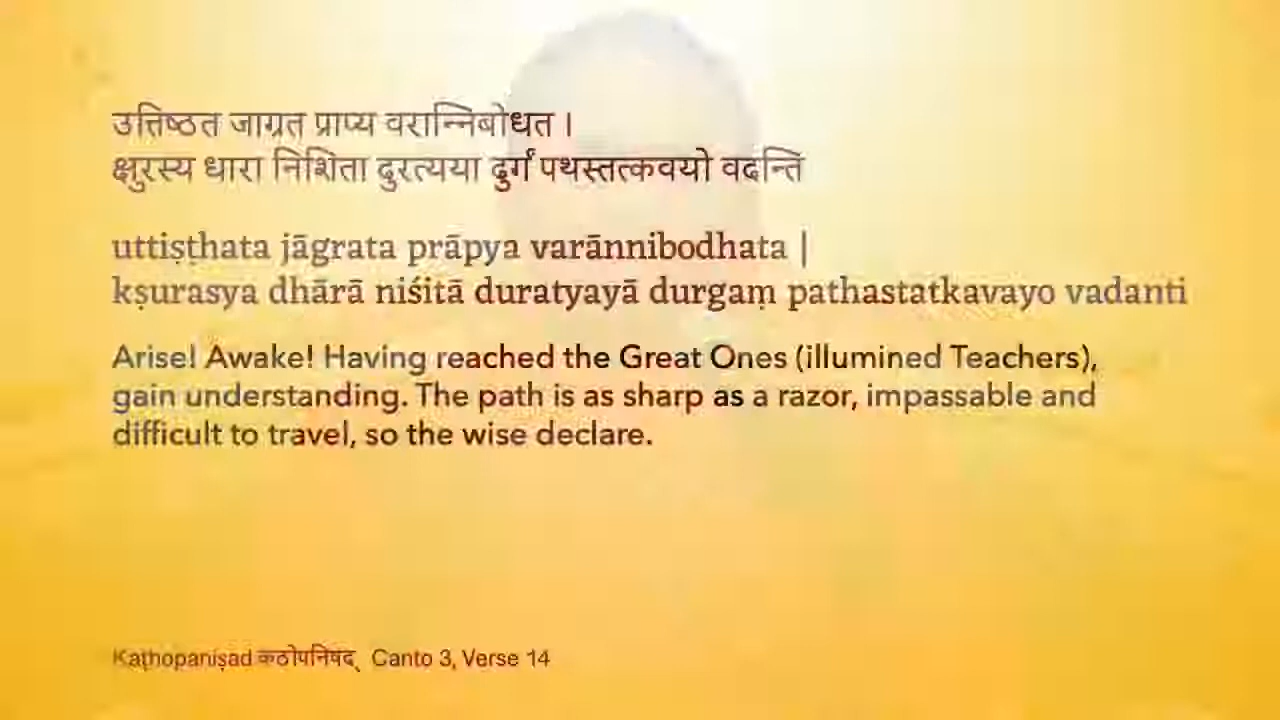 उत्तिष्ठत जाग्रत प्राप्य वरान्निबोधत ।
क्षुरस्य धारा निशिता दुरत्यया दुर्गं पथस्तत्कवयो वदन्ति
uttiṣṭhata jāgrata prāpya varānnibodhata |
kṣurasya dhārā niśitā duratyayā durgaṃ pathastatkavayo vadanti
Arise! Awake! Having reached the Great Ones (illumined Teachers),
gain understanding. The path is as sharp as a razor, impassable and
difficult to travel, so the wise declare.
Kaṭhopaniṣad कठोपनिषद् Canto 3, Verse 14